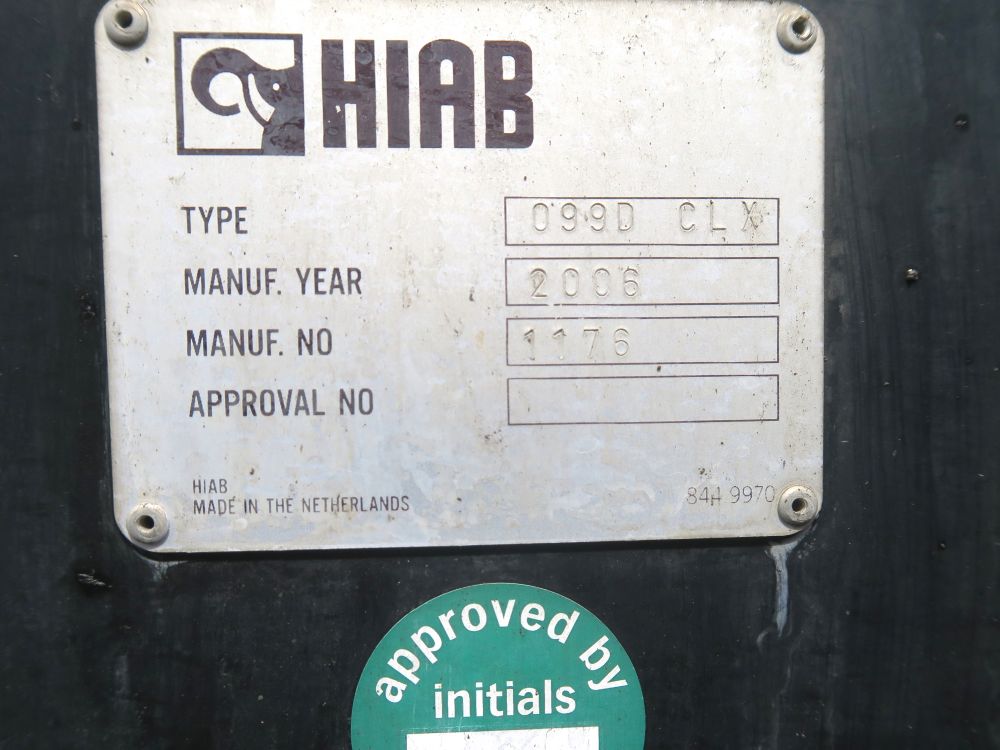 HIAB
TYPE 099D CLX
MANUF. YEAR 2006
MANUF. NO 1176
APPROVAL NO
HIAB
MADE IN THE NETHERLANDS
844 9970
approved by
initials